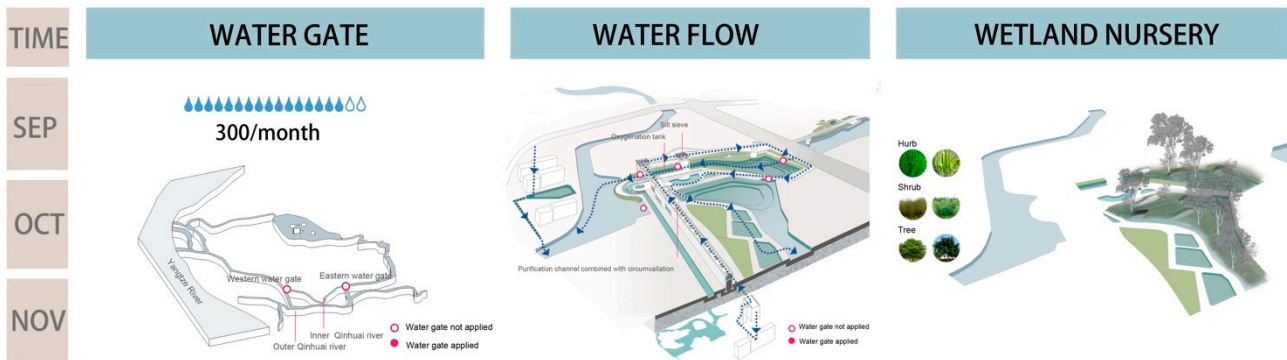 TIME
WATER GATE
WATER FLOW
WETLAND NURSERY
SEP
OCT
NOV
300/month
Yangtze River
Western water gate
Eastern water gate
Inner Qinhuai river
Outer Qinhuai river
Water gate not applied
Water gate applied
Silt sieve
Oxygenation tank
Purification channel combined with circumvallation
Water gate not applied
Water gate applied
Hurb
Shrub
Tree